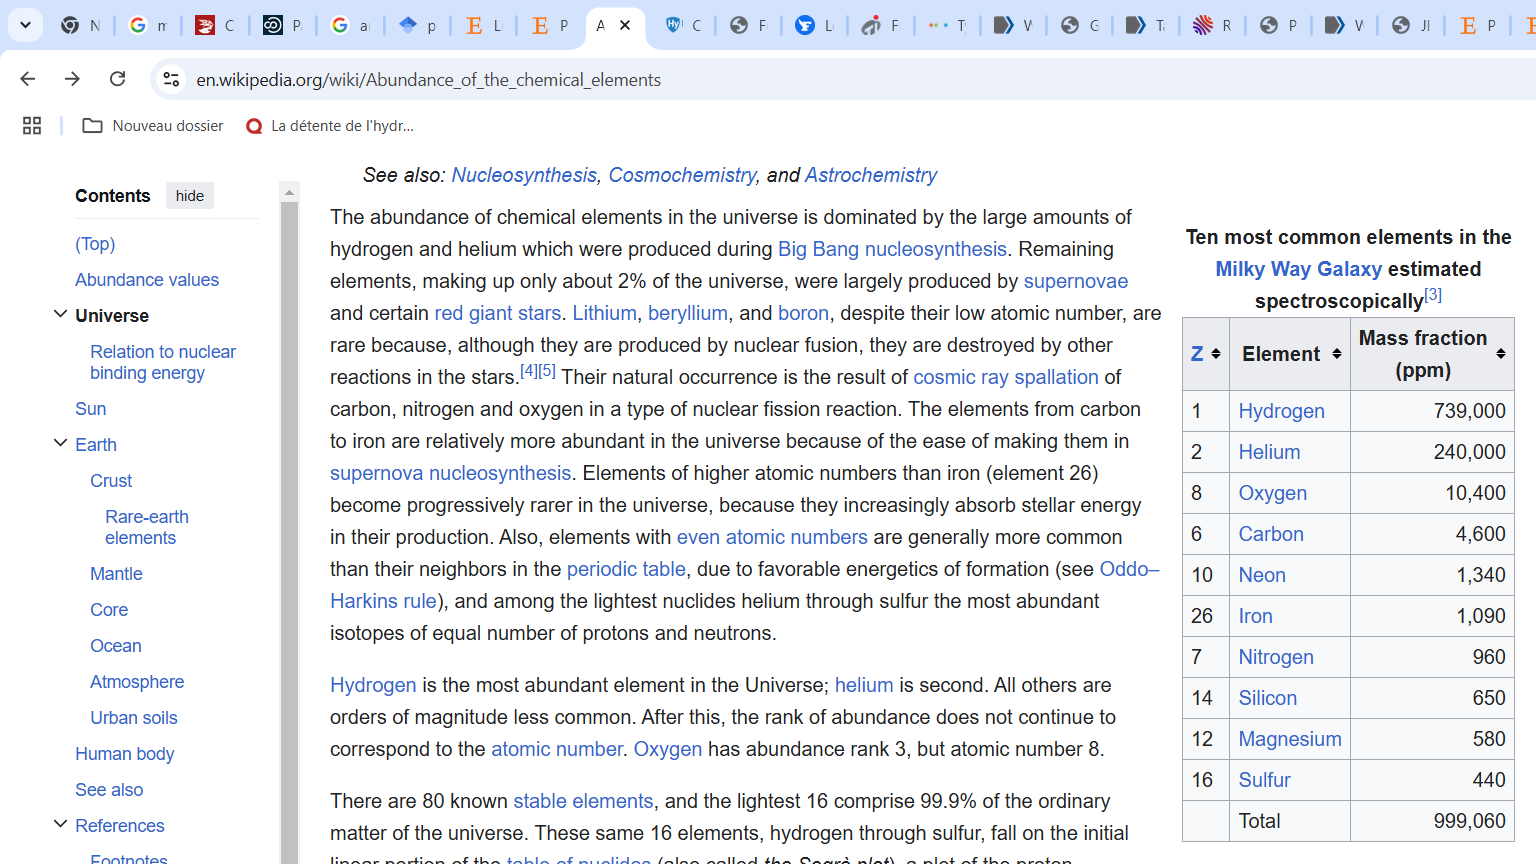 en.wikipedia.org/wiki/Abundance_of_the_chemical_elements
Nouveau dossier
La détente de l'hydr...
Contents
hide
(Top)
Abundance values
Universe
Relation to nuclear
binding energy
Sun
Earth
Crust
Rare-earth
elements
Mantle
Core
Ocean
Atmosphere
Urban soils
Human body
See also
References
Footnotes
See also: Nucleosynthesis, Cosmochemistry, and Astrochemistry
The abundance of chemical elements in the universe is dominated by the large amounts of
hydrogen and helium which were produced during Big Bang nucleosynthesis. Remaining
elements, making up only about 2% of the universe, were largely produced by supernovae
and certain red giant stars. Lithium, beryllium, and boron, despite their low atomic number, are
rare because, although they are produced by nuclear fusion, they are destroyed by other
reactions in the stars.[4][5] Their natural occurrence is the result of cosmic ray spallation of
carbon, nitrogen and oxygen in a type of nuclear fission reaction. The elements from carbon
to iron are relatively more abundant in the universe because of the ease of making them in
supernova nucleosynthesis. Elements of higher atomic numbers than iron (element 26)
become progressively rarer in the universe, because they increasingly absorb stellar energy
in their production. Also, elements with even atomic numbers are generally more common
than their neighbors in the periodic table, due to favorable energetics of formation (see Oddo–
Harkins rule), and among the lightest nuclides helium through sulfur the most abundant
isotopes of equal number of protons and neutrons.
Hydrogen is the most abundant element in the Universe; helium is second. All others are
orders of magnitude less common. After this, the rank of abundance does not continue to
correspond to the atomic number. Oxygen has abundance rank 3, but atomic number 8.
There are 80 known stable elements, and the lightest 16 comprise 99.9% of the ordinary
matter of the universe. These same 16 elements, hydrogen through sulfur, fall on the initial
linear portion of the table of nuclides (also called the Segrè plot), a plot of the proton
Ten most common elements in the
Milky Way Galaxy estimated
spectroscopically[3]
Z Element Mass fraction
(ppm)
1 Hydrogen 739,000
2 Helium 240,000
8 Oxygen 10,400
6 Carbon 4,600
10 Neon 1,340
26 Iron 1,090
7 Nitrogen 960
14 Silicon 650
12 Magnesium 580
16 Sulfur 440
Total 999,060